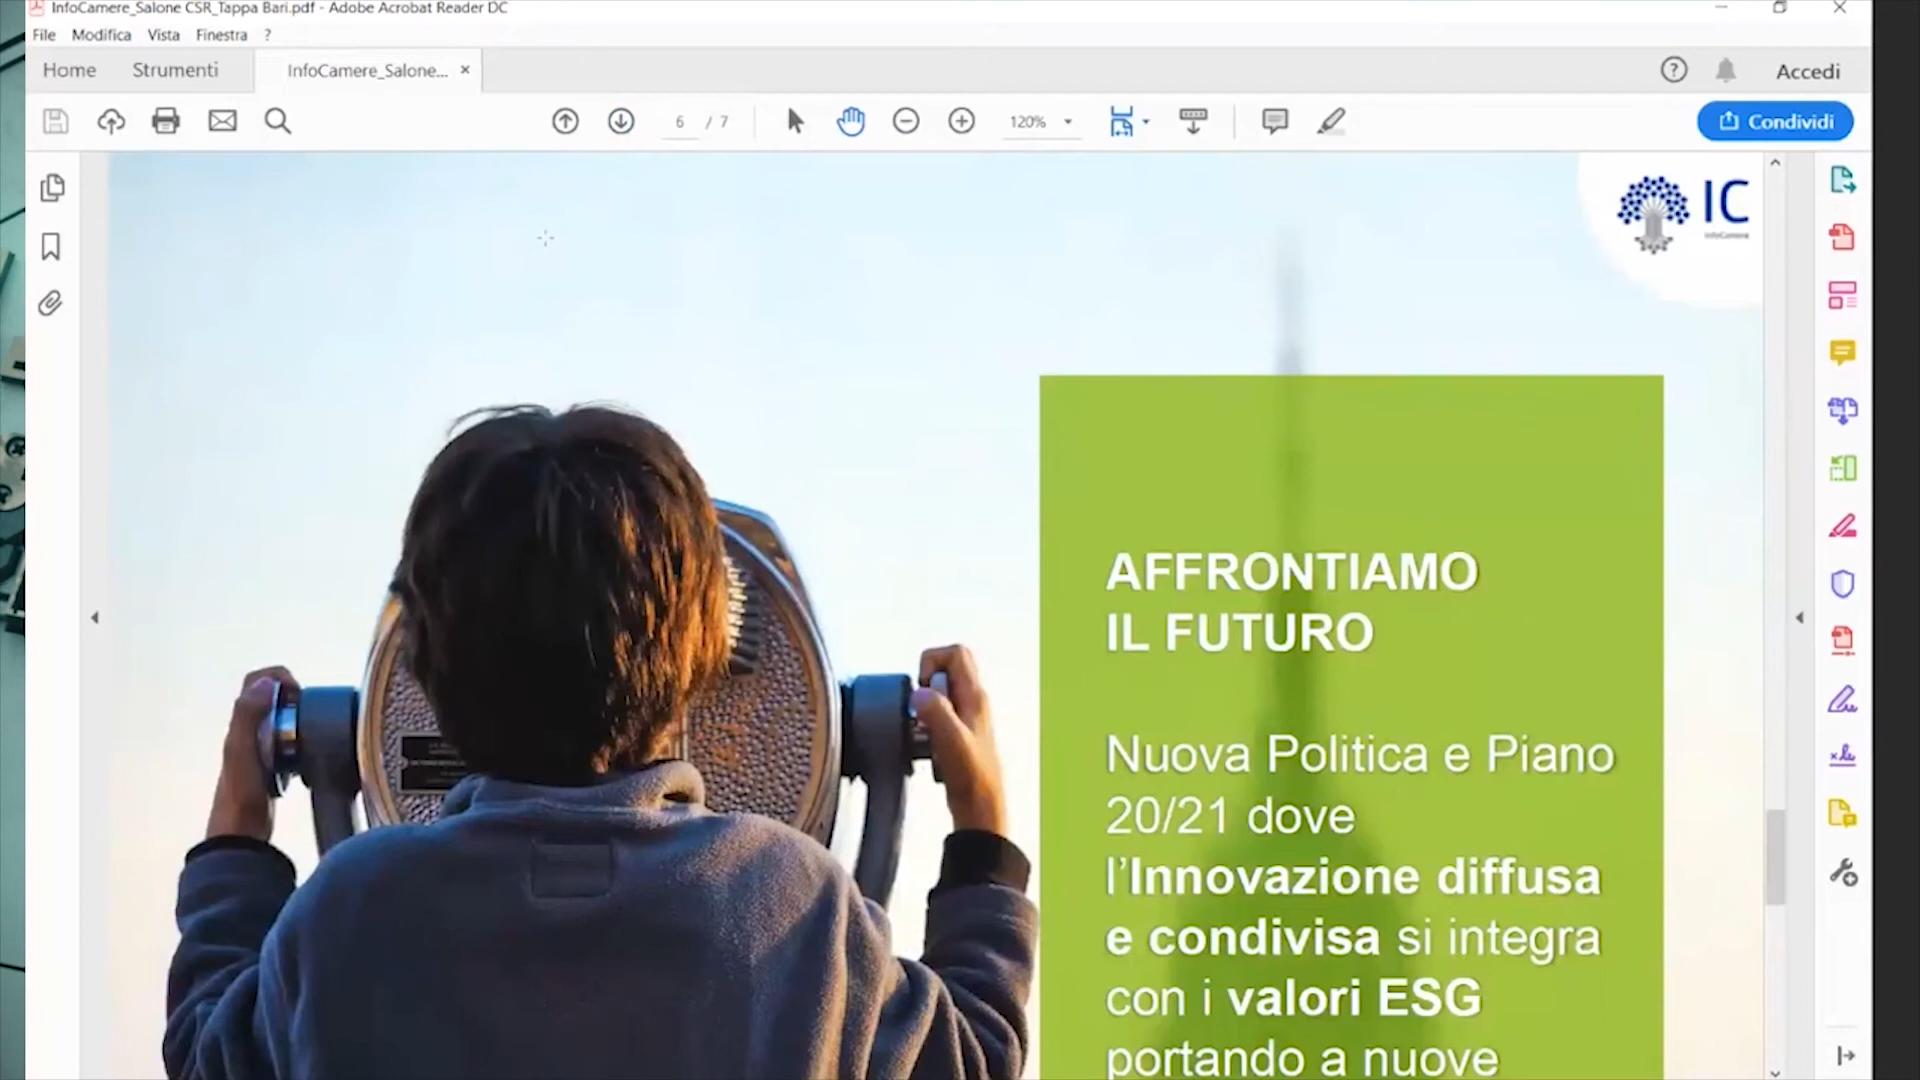 InfoCamere_Salone CSR_Tappa Bari.pdf - Adobe Acrobat Reader DC
File Modifica Vista Finestra ?
Home Strumenti InfoCamere_Salone... × Accedi
6 / 7 120% Condividi
IC
InfoCamere
AFFRONTIAMO
IL FUTURO
Nuova Politica e Piano
20/21 dove
l’Innovazione diffusa
e condivisa si integra
con i valori ESG
portando a nuove